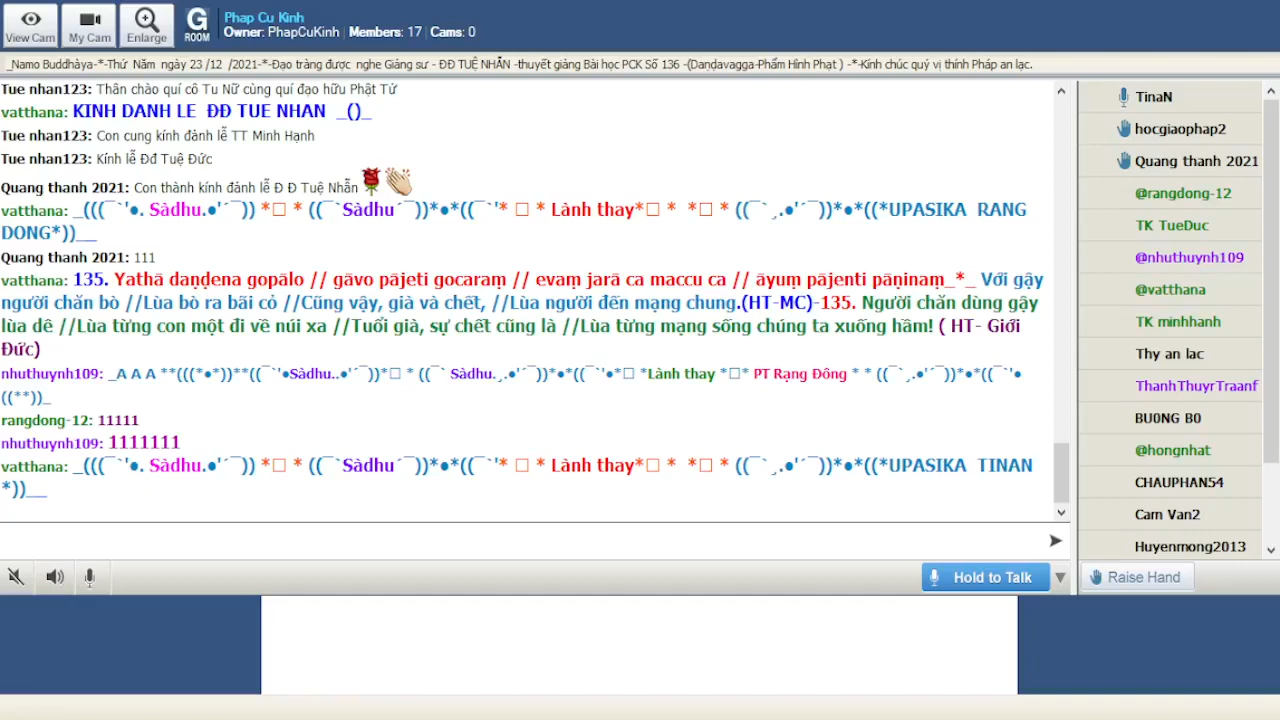 View Cam
My Cam
Enlarge
G
ROOM
Phap Cu Kinh
Owner: PhapCuKinh | Members: 17 | Cams: 0
_Namo Buddhàya-*-Thứ Năm ngày 23 /12 /2021-*-Đạo tràng được nghe Giảng sư - ĐĐ TUỆ NHẪN -thuyết giảng Bài học PCK Số 136 -(Daṇḍavagga-Phẩm Hình Phạt ) -*-Kính chúc quý vị thính Pháp an lạc.
Tue nhan123: Thân chào quí cô Tu Nữ cùng quí đạo hữu Phật Tử
vatthana: KINH DANH LE ĐĐ TUE NHAN _()_
Tue nhan123: Con cung kính đảnh lễ TT Minh Hạnh
Tue nhan123: Kính lễ Đđ Tuệ Đức
Quang thanh 2021: Con thành kính đảnh lễ Đ Đ Tuệ Nhẫn
vatthana: _(((¯`'●. Sàdhu.●'´¯)) *□ * ((¯`Sàdhu´¯))*●*((¯`'* □ * Lành thay*□ * *□ * ((¯`¸.●'´¯))*●*((*UPASIKA RANG
DONG*))__
Quang thanh 2021: 111
vatthana: 135. Yathā daṇḍena gopālo // gāvo pājeti gocaraṃ // evaṃ jarā ca maccu ca // āyuṃ pājenti pāṇinaṃ_*_ Với gậy
người chăn bò //Lùa bò ra bãi cỏ //Cũng vậy, già và chết, //Lùa người đến mạng chung.(HT-MC)-135. Người chăn dùng gậy
lùa dê //Lùa từng con một đi về núi xa //Tuổi già, sự chết cũng là //Lùa từng mạng sống chúng ta xuống hầm! ( HT- Giới
Đức)
nhuthuynh109: _A A A **(((*●*))**((¯`'●Sàdhu..●'´¯))*□ * ((¯` Sàdhu.¸.●'´¯))*●*((¯`'●*□ *Lành thay *□* PT Rạng Đông * * ((¯`¸.●'´¯))*●*((¯`'●
((**))_
rangdong-12: 11111
nhuthuynh109: 1111111
vatthana: _(((¯`'●. Sàdhu.●'´¯)) *□ * ((¯`Sàdhu´¯))*●*((¯`'* □ * Lành thay*□ * *□ * ((¯`¸.●'´¯))*●*((*UPASIKA TINAN
*))__
TinaN
hocgiaophap2
Quang thanh 2021
@rangdong-12
TK TueDuc
@nhuthuynh109
@vatthana
TK minhhanh
Thy an lac
ThanhThuyrTraanf
BU0NG B0
@hongnhat
CHAUPHAN54
Cam Van2
Huyenmong2013
Hold to Talk
Raise Hand